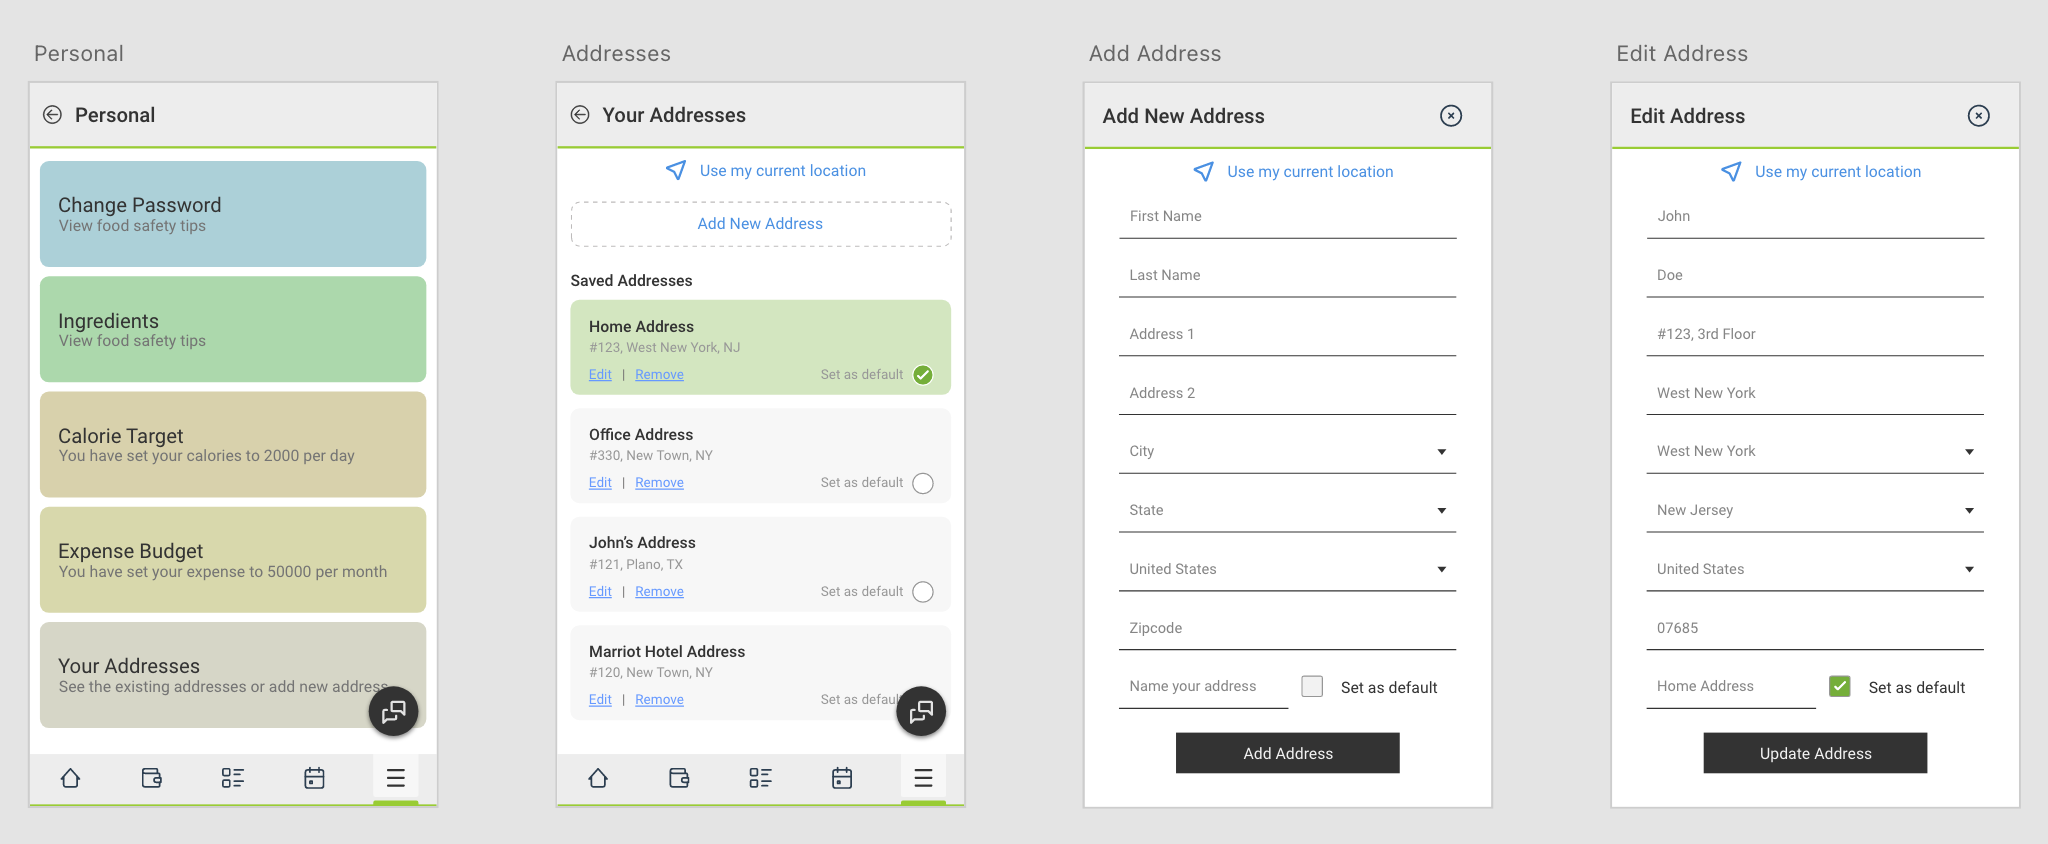 Personal
Personal
Change Password
View food safety tips
Ingredients
View food safety tips
Calorie Target
You have set your calories to 2000 per day
Expense Budget
You have set your expense to 50000 per month
Your Addresses
See the existing addresses or add new address
Addresses
Your Addresses
Use my current location
Add New Address
Saved Addresses
Home Address
#123, West New York, NJ
Edit | Remove Set as default
Office Address
#330, New Town, NY
Edit | Remove Set as default
John's Address
#121, Plano, TX
Edit | Remove Set as default
Marriot Hotel Address
#120, New Town, NY
Edit | Remove Set as defau
Add Address
Add New Address
Use my current location
First Name
Last Name
Address 1
Address 2
City
State
United States
Zipcode
Name your address Set as default
Add Address
Edit Address
Edit Address
Use my current location
John
Doe
#123, 3rd Floor
West New York
West New York
New Jersey
United States
07685
Home Address Set as default
Update Address